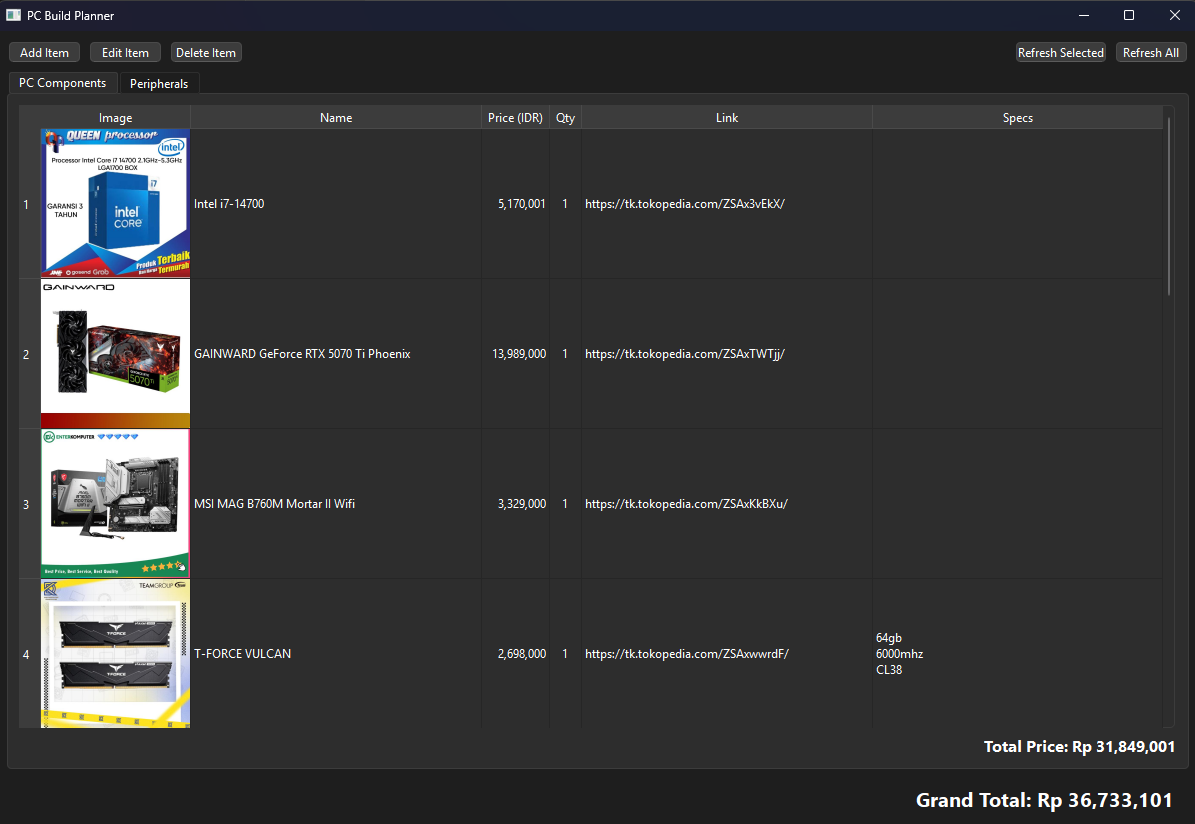 PC Build Planner
Add Item Edit Item Delete Item Refresh Selected Refresh All
PC Components Peripherals
Image Name Price (IDR) Qty Link Specs
QUEEN processor
intel
Processor Intel Core i7 14700 2.1GHz~5.3GHz
LGA1700 BOX
i7
GARANSI 3
TAHUN
intel
CORE
Produk Terbaik
Dan Harga Termurah
JNE gosend Grab
1 Intel i7-14700 5,170,001 1 https://tk.tokopedia.com/ZSAx3vEkX/
GAINWARD
5070 Ti
2 GAINWARD GeForce RTX 5070 Ti Phoenix 13,989,000 1 https://tk.tokopedia.com/ZSAxTWTjj/
ENTERKOMPUTER
Best Price, Best Service, Best Quality
3 MSI MAG B760M Mortar II Wifi 3,329,000 1 https://tk.tokopedia.com/ZSAxKkBXu/
TEAMGROUP
T-FORCE
T-FORCE
4 T-FORCE VULCAN 2,698,000 1 https://tk.tokopedia.com/ZSAxwwrdF/
64gb
6000mhz
CL38
Total Price: Rp 31,849,001
Grand Total: Rp 36,733,101